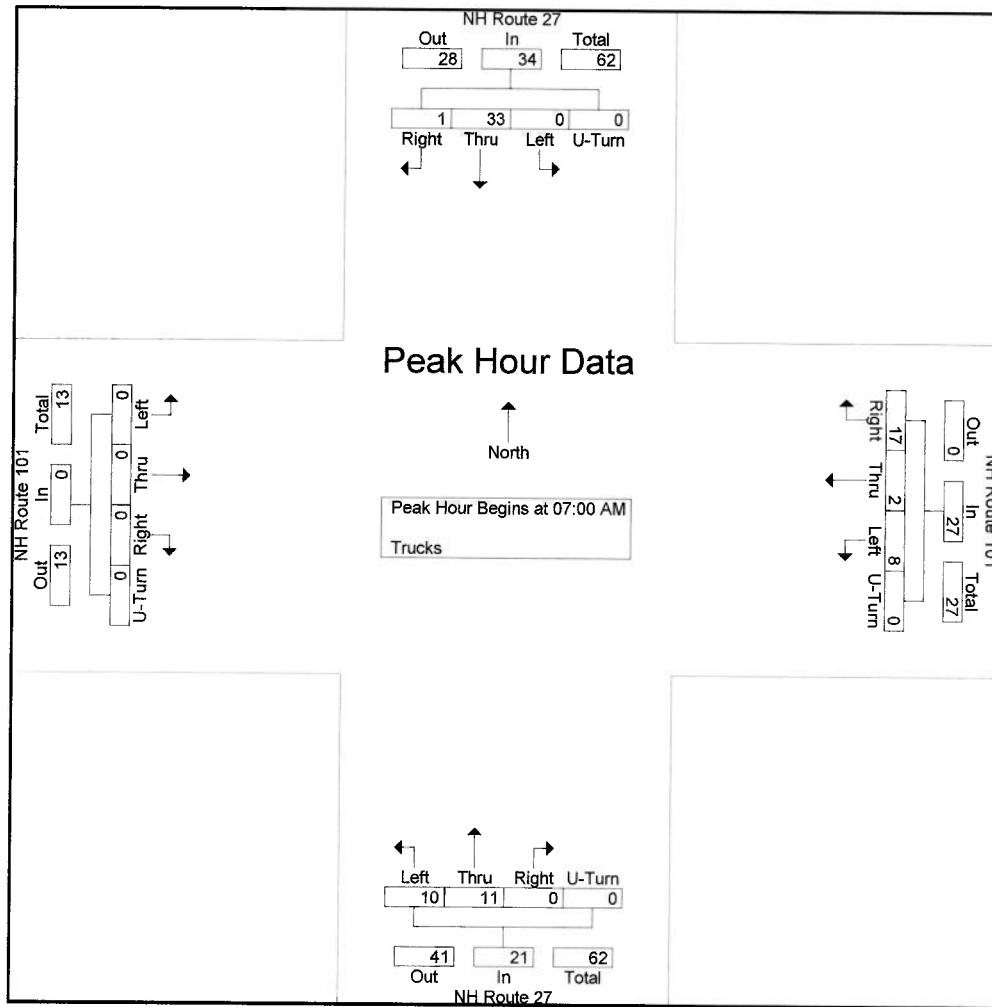 NH Route 27
Out In Total
28 34 62
1 33 0 0
Right Thru Left U-Turn
Peak Hour Data
North
Peak Hour Begins at 07:00 AM
Trucks
NH Route 101
Out In Total
13 0 13
0 0 0 0
U-Turn Right Thru Left
NH Route 101
Out In Total
0 27 27
17 2 8 0
Right Thru Left U-Turn
Left Thru Right U-Turn
10 11 0 0
41 21 62
Out In Total
NH Route 27